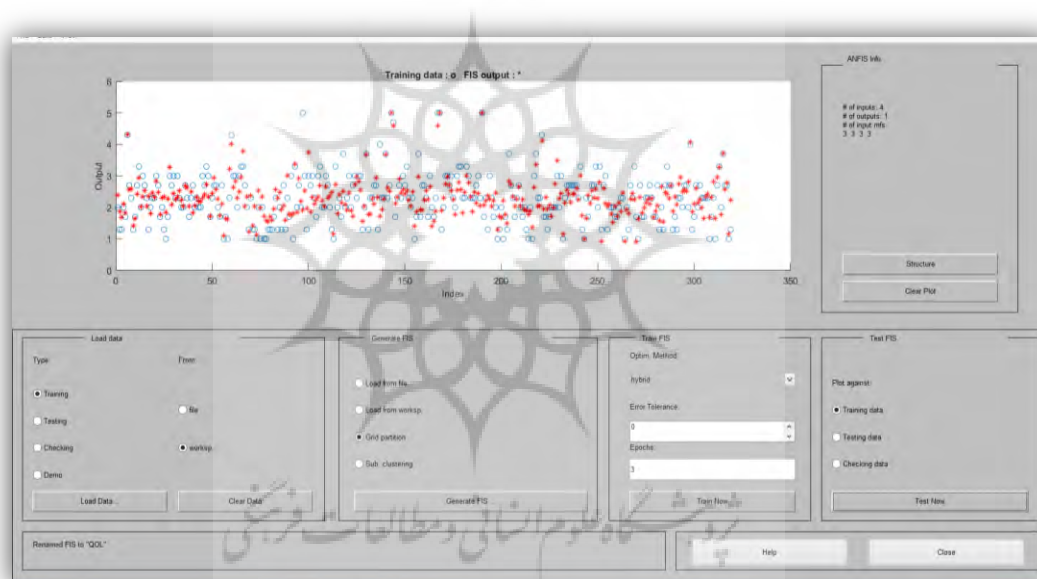 Training data : o FIS output : *
6
5
4
3
2
1
0
Output
0 50 100 150 200 250 300 350
Index
ANFIS Info.
# of inputs: 4
# of outputs: 1
# of input mfs:
3 3 3 3
Structure
Clear Plot
Load data
Type:
From:
Training
Testing
Checking
Demo
file
worksp.
Load Data...
Clear Data
Generate FIS
Load from file
Load from worksp.
Grid partition
Sub. clustering
Generate FIS
Train FIS
Optim. Method:
hybrid
Error Tolerance:
0
Epochs:
3
Train Now
Test FIS
Plot against:
Training data
Testing data
Checking data
Test Now
Renamed FIS to "QOL"
Help
Close
پژوهشگاه علوم انسانی و مطالعات فرهنگی